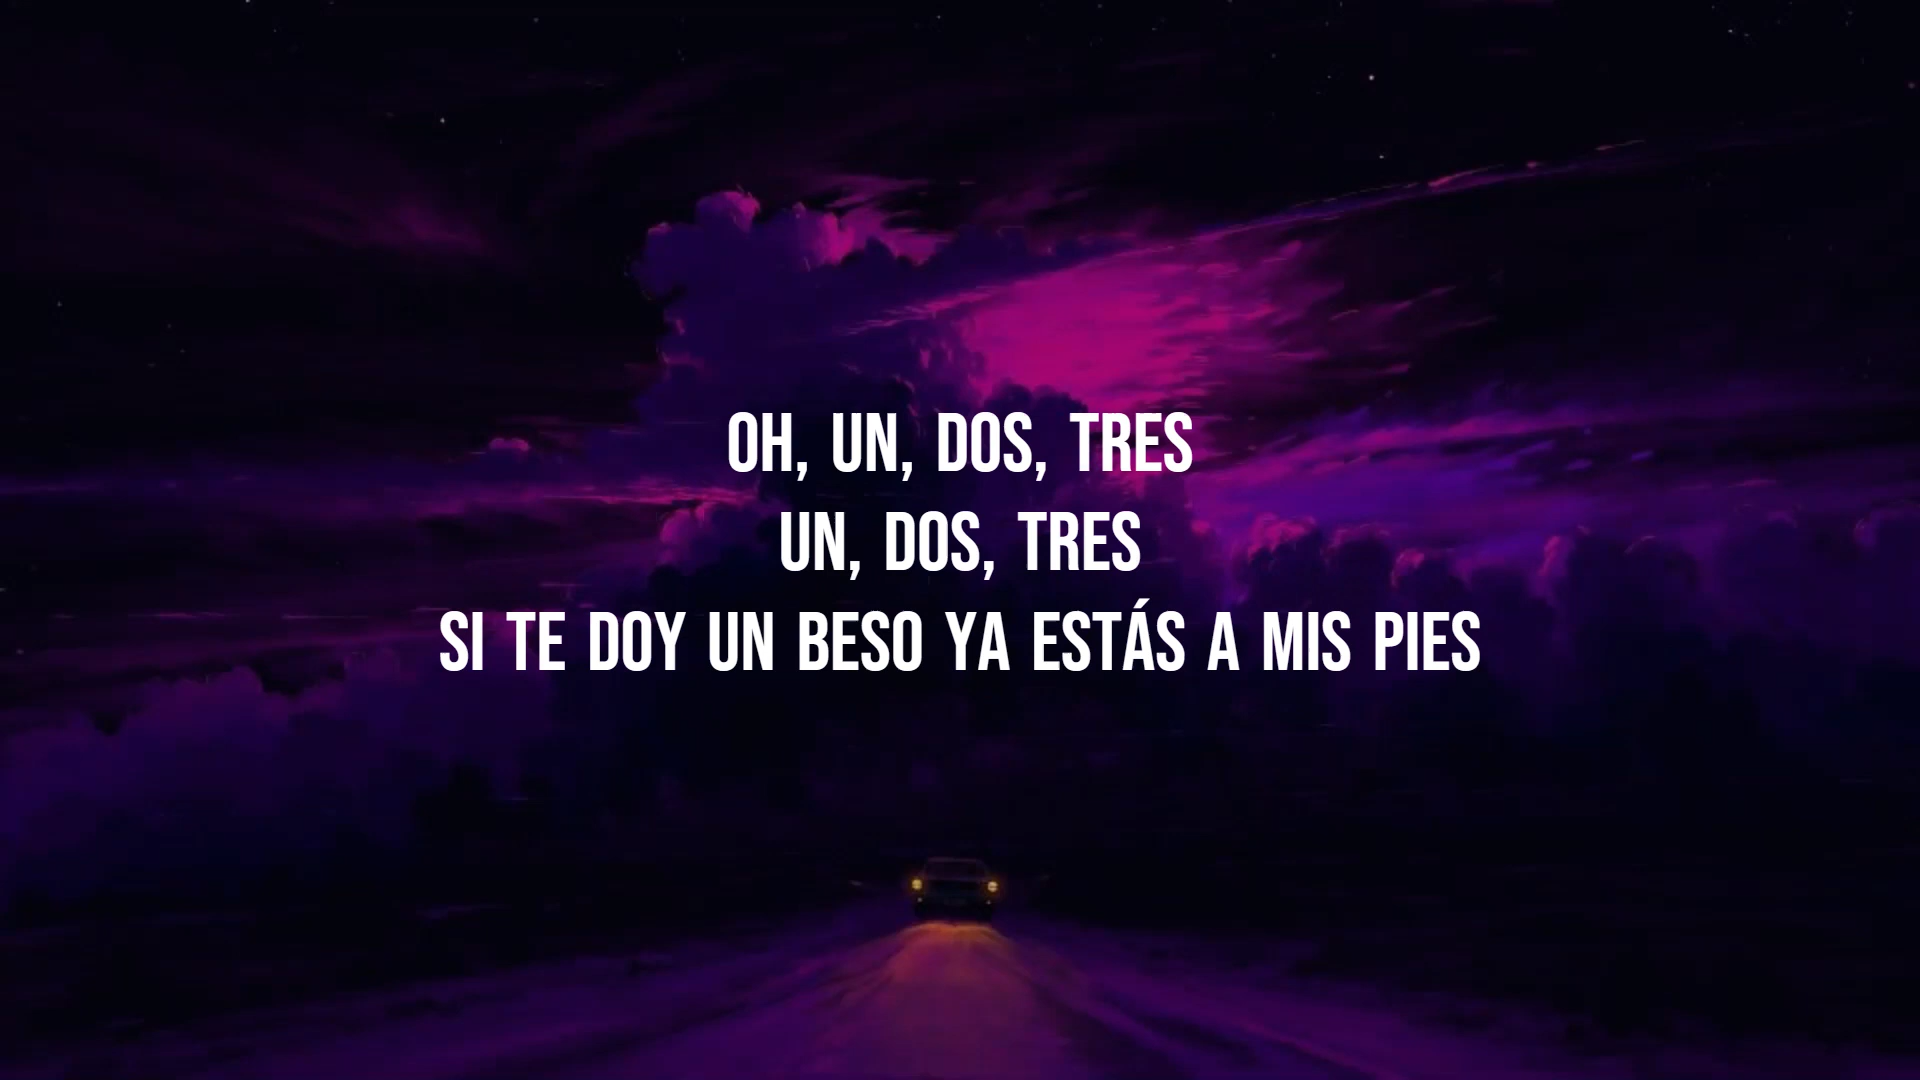 OH, UN, DOS, TRES
UN, DOS, TRES
SI TE DOY UN BESO YA ESTÁS A MIS PIES